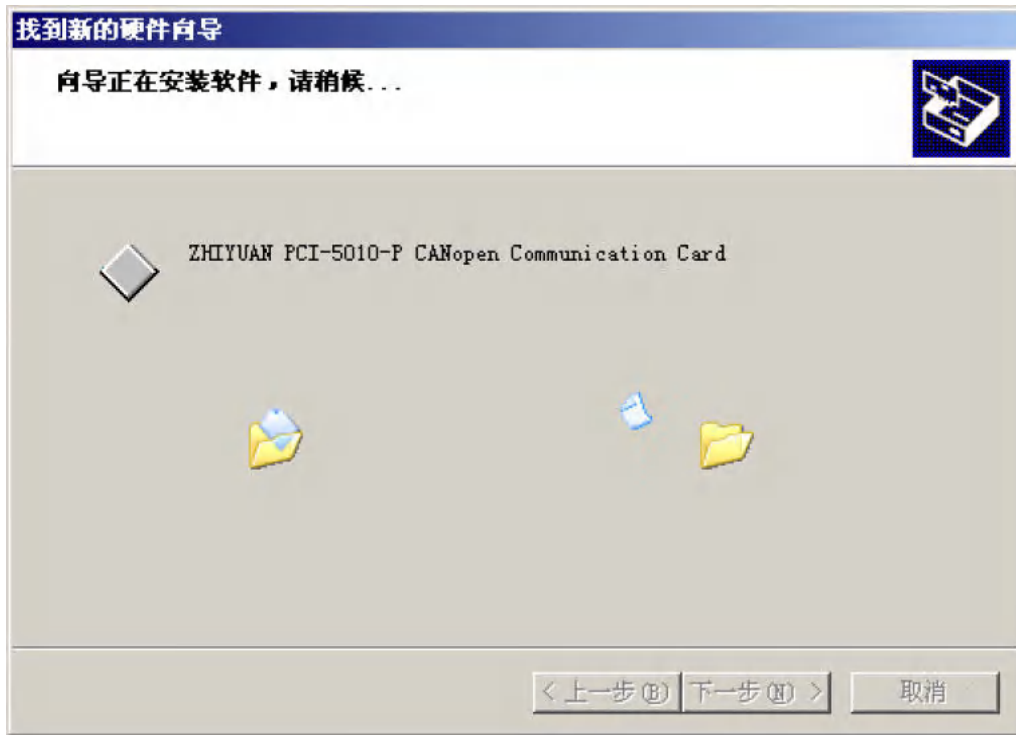 找到新的硬件向导
向导正在安装软件，请稍候...
ZHIYUAN PCI-5010-P CANopen Communication Card
< 上一步(B) 下一步(N) > 取消